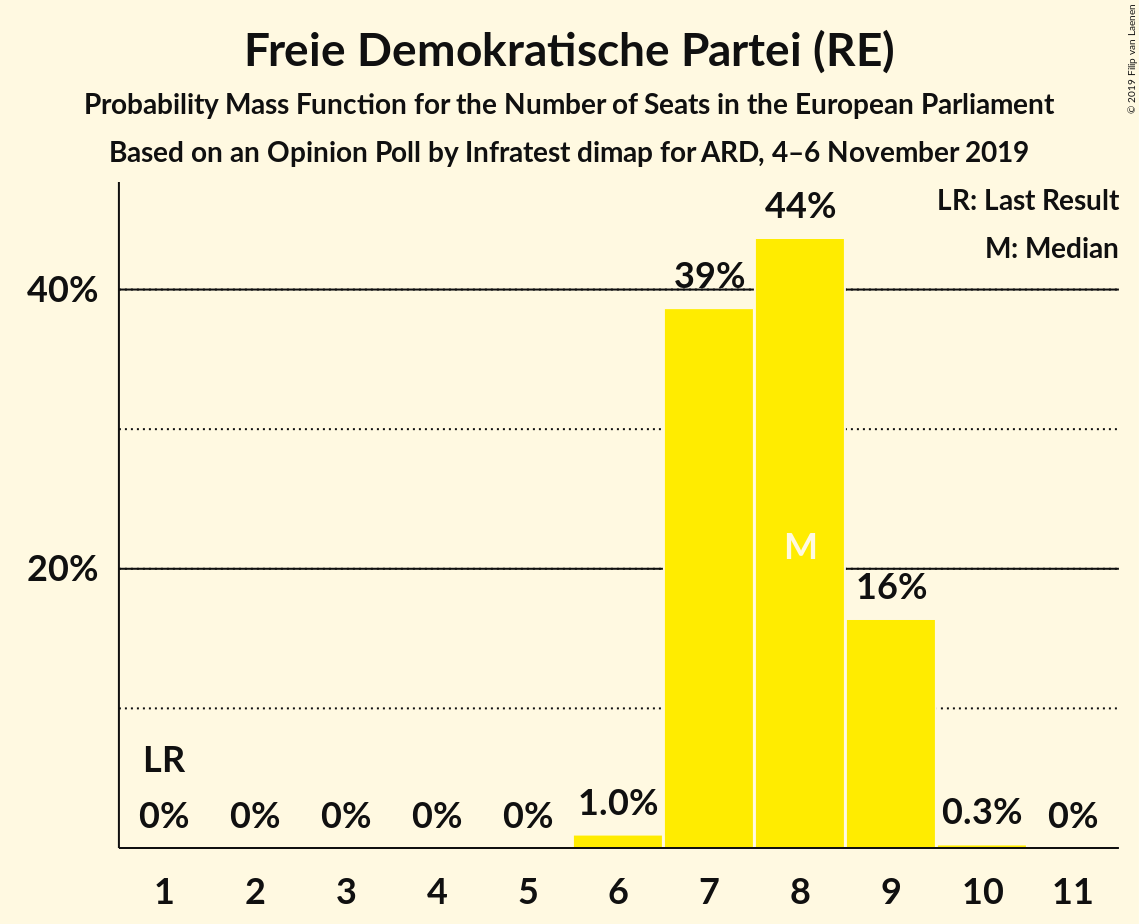 Freie Demokratische Partei (RE)
Probability Mass Function for the Number of Seats in the European Parliament
Based on an Opinion Poll by Infratest dimap for ARD, 4–6 November 2019
© 2019 Filip van Laenen
LR: Last Result
M: Median
44%
39%
40%
M
20%
16%
LR
0%
0%
0%
0%
0%
1.0%
0.3%
0%
1 2 3 4 5 6 7 8 9 10 11